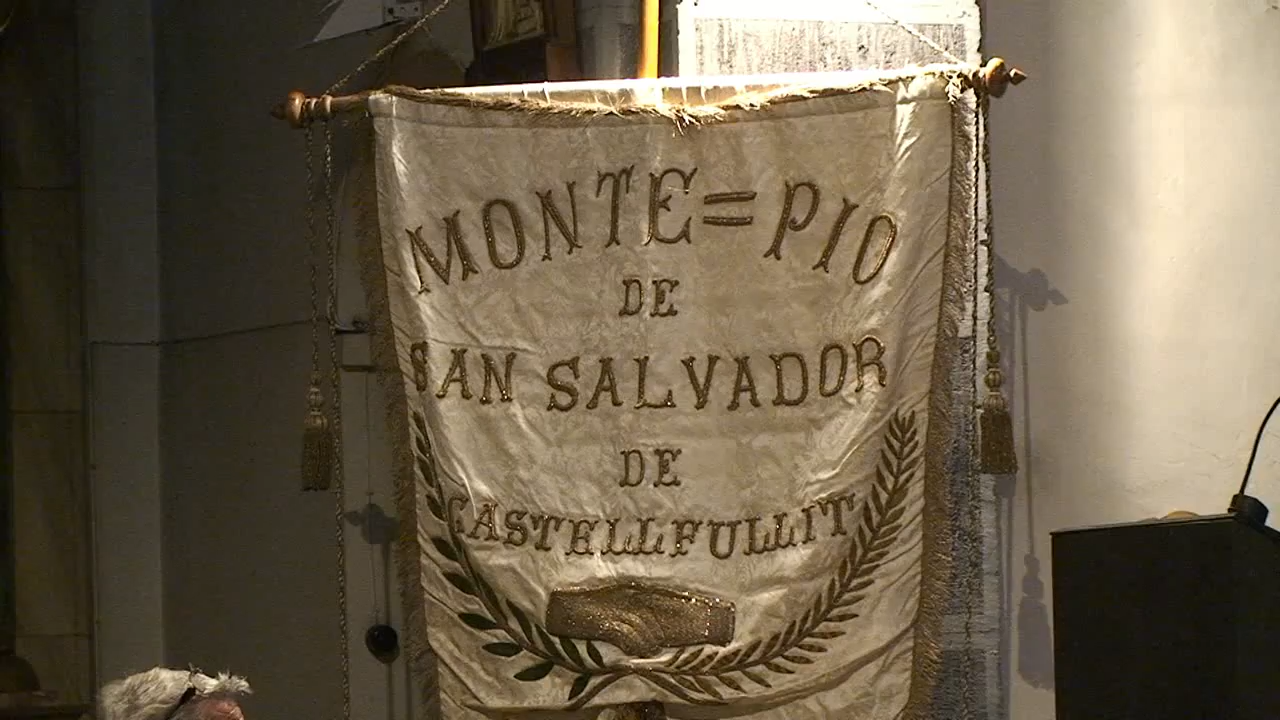 MONTE=PIO
DE
SAN SALVADOR
DE
CASTELLFULLIT